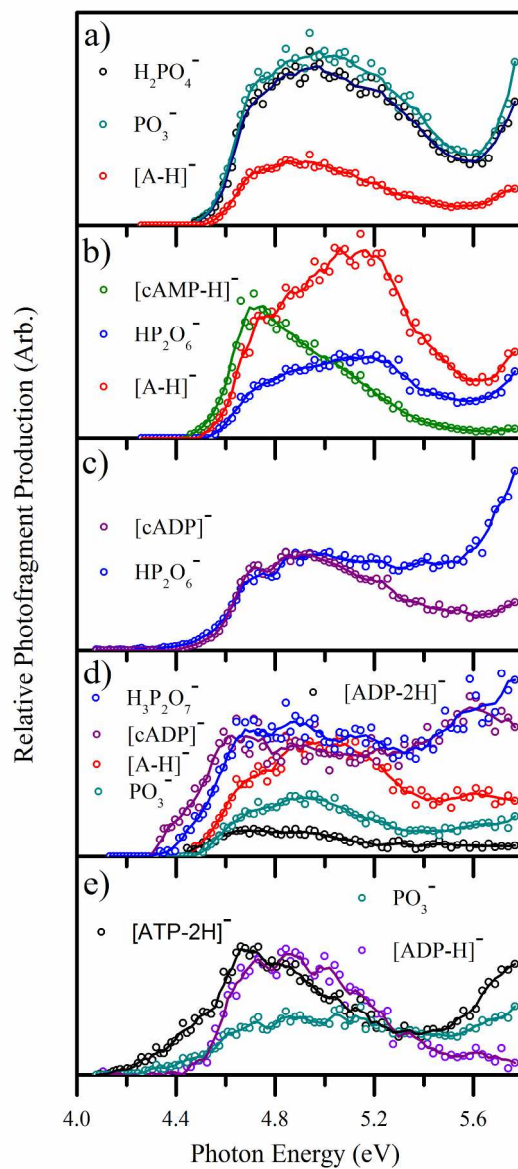 a)
H₂PO₄⁻
PO₃⁻
[A-H]⁻
b)
[cAMP-H]⁻
HP₂O₆⁻
[A-H]⁻
c)
[cADP]⁻
HP₂O₆⁻
d)
H₃P₂O₇⁻
[cADP]⁻
[A-H]⁻
PO₃⁻
[ADP-2H]⁻
e)
[ATP-2H]⁻
PO₃⁻
[ADP-H]⁻
Relative Photofragment Production (Arb.)
4.0 4.4 4.8 5.2 5.6
Photon Energy (eV)